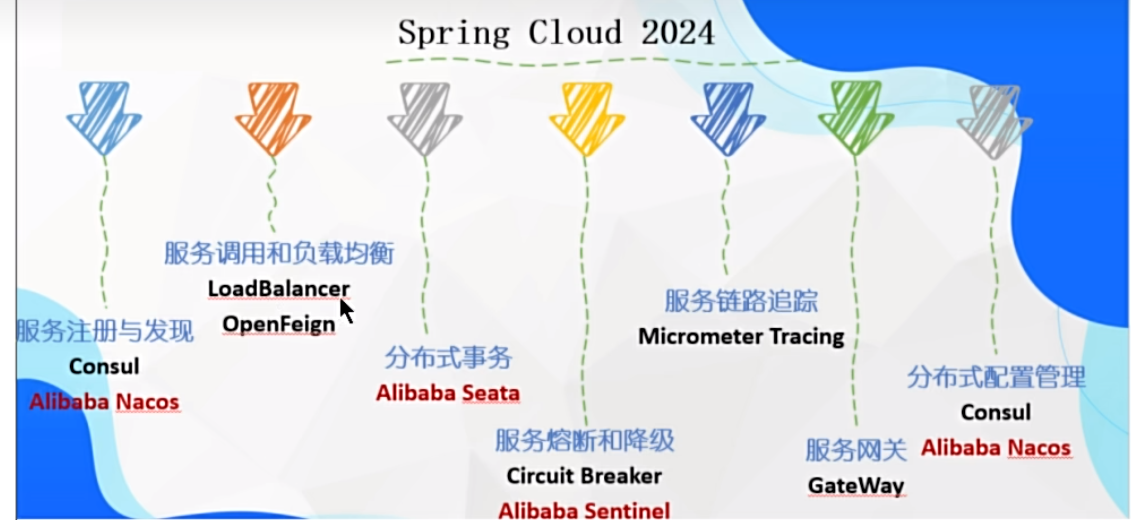 Spring Cloud 2024
服务注册与发现
Consul
Alibaba Nacos
服务调用和负载均衡
LoadBalancer
OpenFeign
分布式事务
Alibaba Seata
服务熔断和降级
Circuit Breaker
Alibaba Sentinel
服务链路追踪
Micrometer Tracing
服务网关
GateWay
分布式配置管理
Consul
Alibaba Nacos